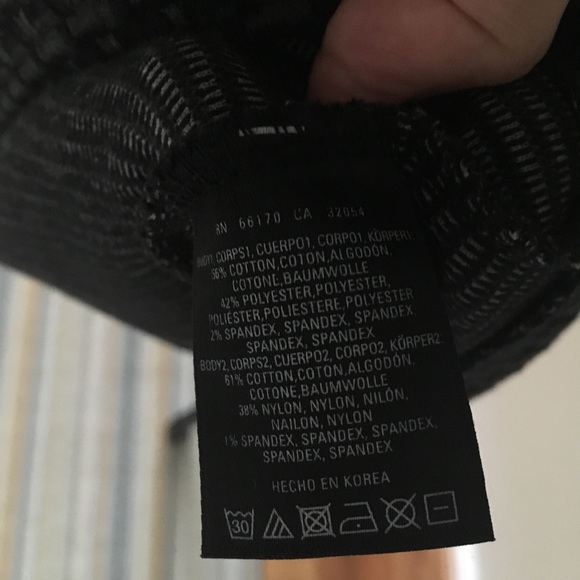 RN 66170 CA 32054
BODY1, CORPS1, CUERPO1, CORPO1, KÖRPER1:
56% COTTON,COTON,ALGODÓN,
COTONE,BAUMWOLLE
42% POLYESTER,POLYESTER,
POLIÉSTER,POLIESTERE,POLYESTER
2% SPANDEX, SPANDEX, SPANDEX,
SPANDEX, SPANDEX
BODY2, CORPS2, CUERPO2, CORPO2, KÖRPER2:
61% COTTON,COTON,ALGODÓN,
COTONE,BAUMWOLLE
38% NYLON, NYLON, NILÓN,
NAILON, NYLON
1% SPANDEX, SPANDEX, SPANDEX,
SPANDEX, SPANDEX
HECHO EN KOREA
30